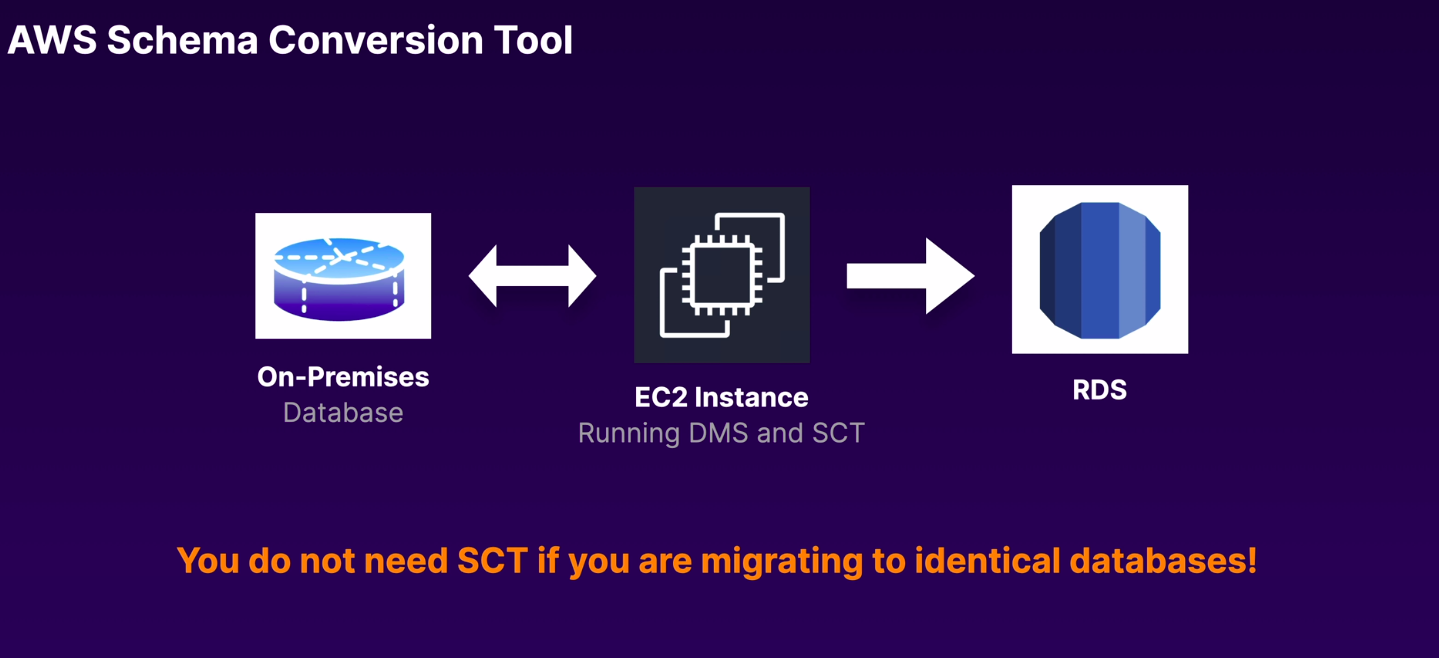 AWS Schema Conversion Tool
On-Premises
Database
EC2 Instance
Running DMS and SCT
RDS
You do not need SCT if you are migrating to identical databases!